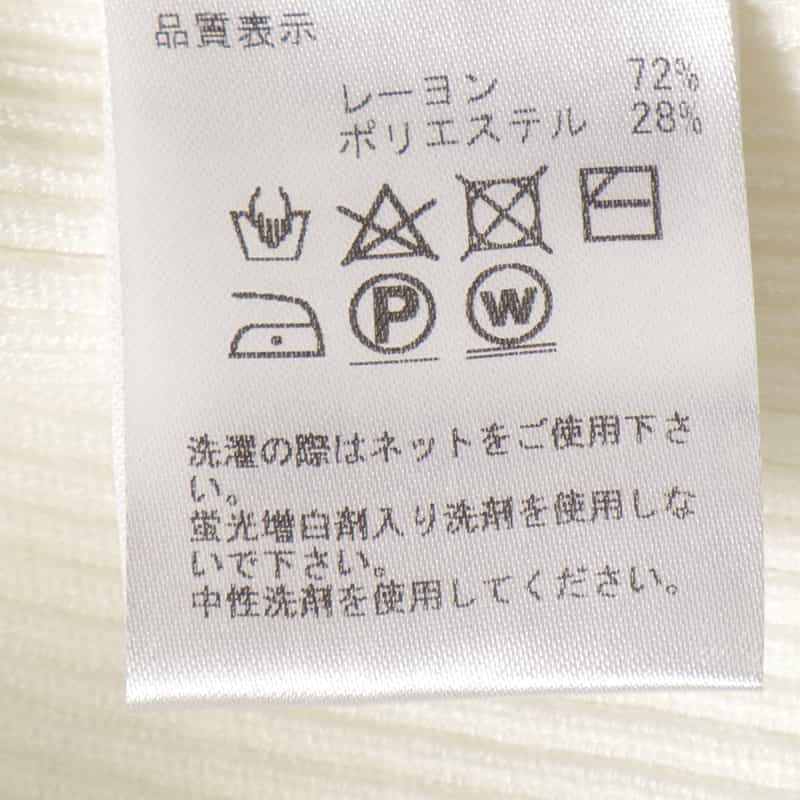 品質表示
レーヨン 72%
ポリエステル 28%
P W
洗濯の際はネットをご使用下さ
い。
蛍光増白剤入り洗剤を使用しな
いで下さい。
中性洗剤を使用してください。